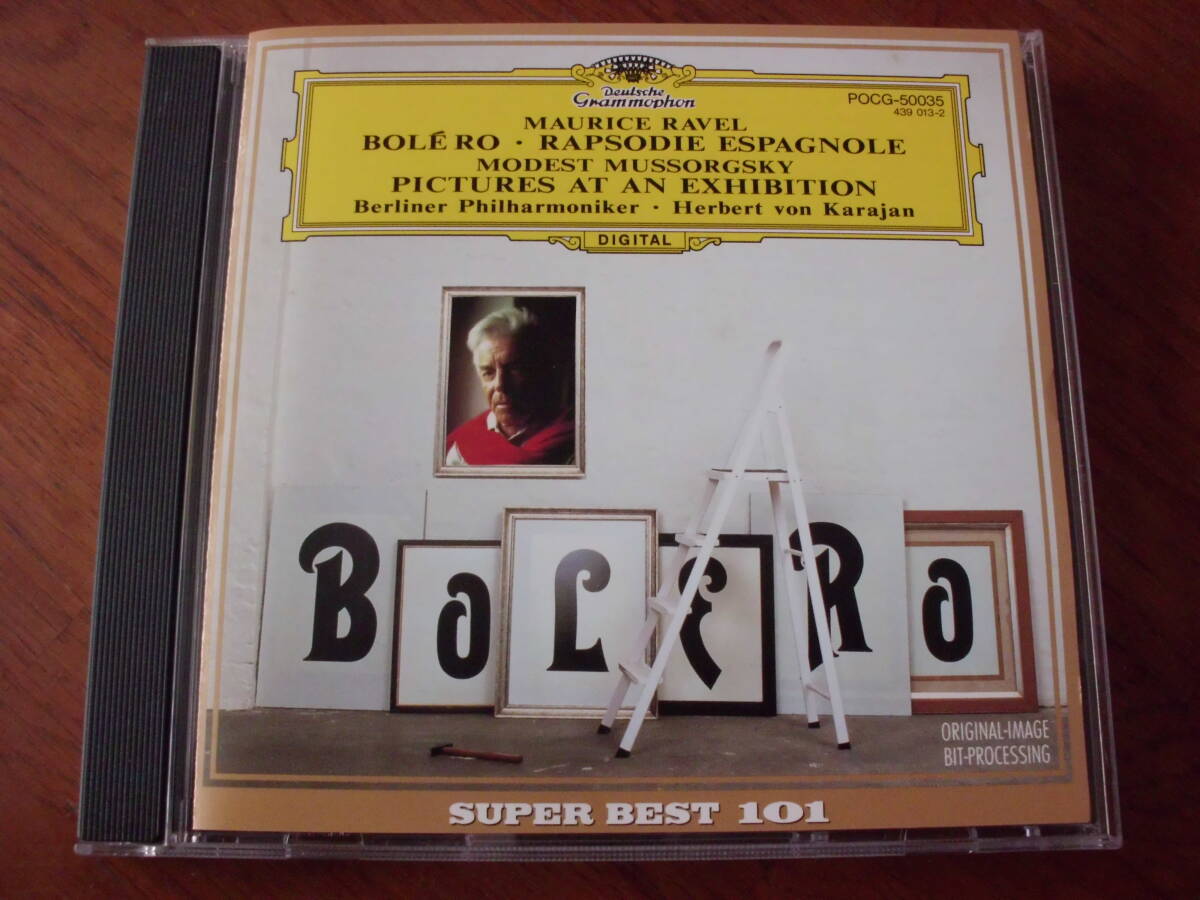 Deutsche
Grammophon
POCG-50035
439 013-2
MAURICE RAVEL
BOLÉRO · RAPSODIE ESPAGNOLE
MODEST MUSSORGSKY
PICTURES AT AN EXHIBITION
Berliner Philharmoniker · Herbert von Karajan
DIGITAL
BoLéRo
ORIGINAL-IMAGE
BIT-PROCESSING
SUPER BEST 101